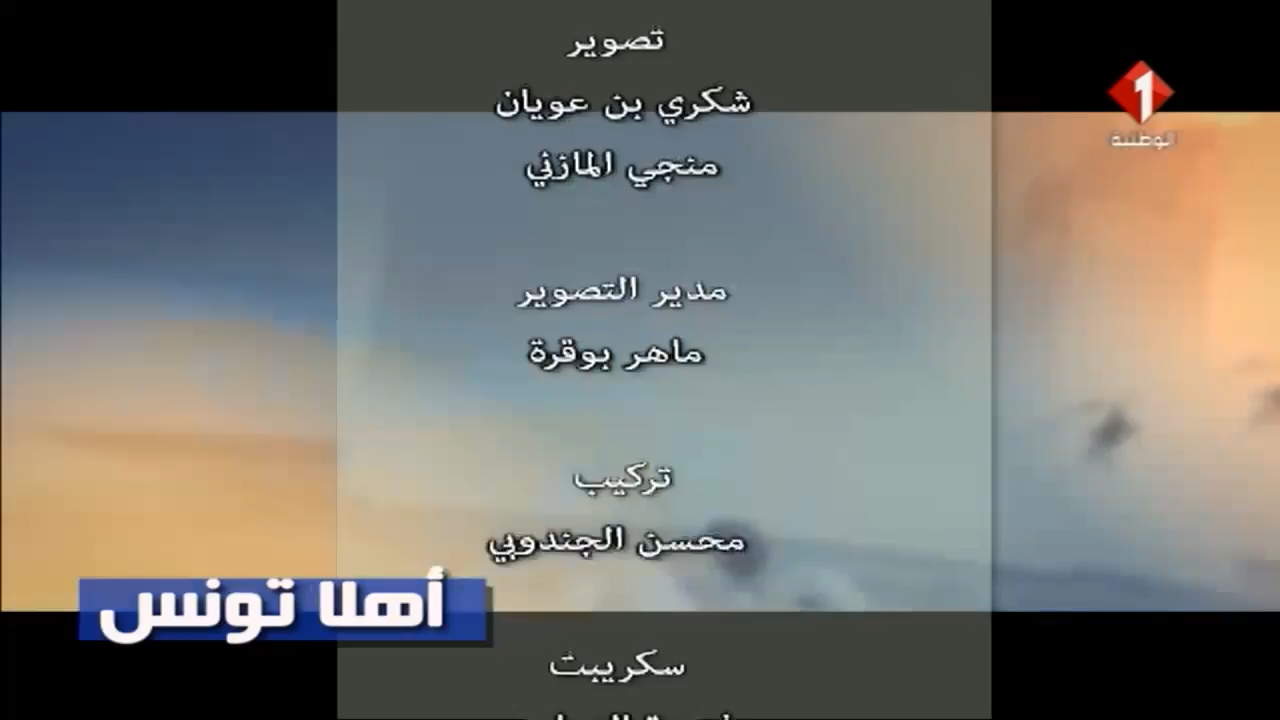 تصوير
شكري بن عويان
منجي المازني
مدير التصوير
ماهر بوقرة
تركيب
محسن الجندوبي
سكريبت
أهلا تونس
1
الوطنية